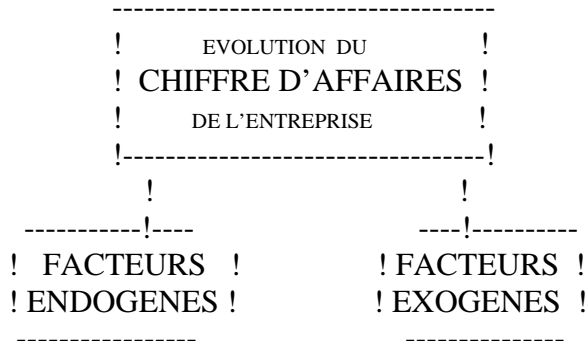 -----------------------------------
! EVOLUTION DU !
! CHIFFRE D’AFFAIRES !
! DE L’ENTREPRISE !
!----------------------------------!
! !
-----------!---- ----!----------
! FACTEURS ! ! FACTEURS !
! ENDOGENES ! ! EXOGENES !
----------------- ---------------